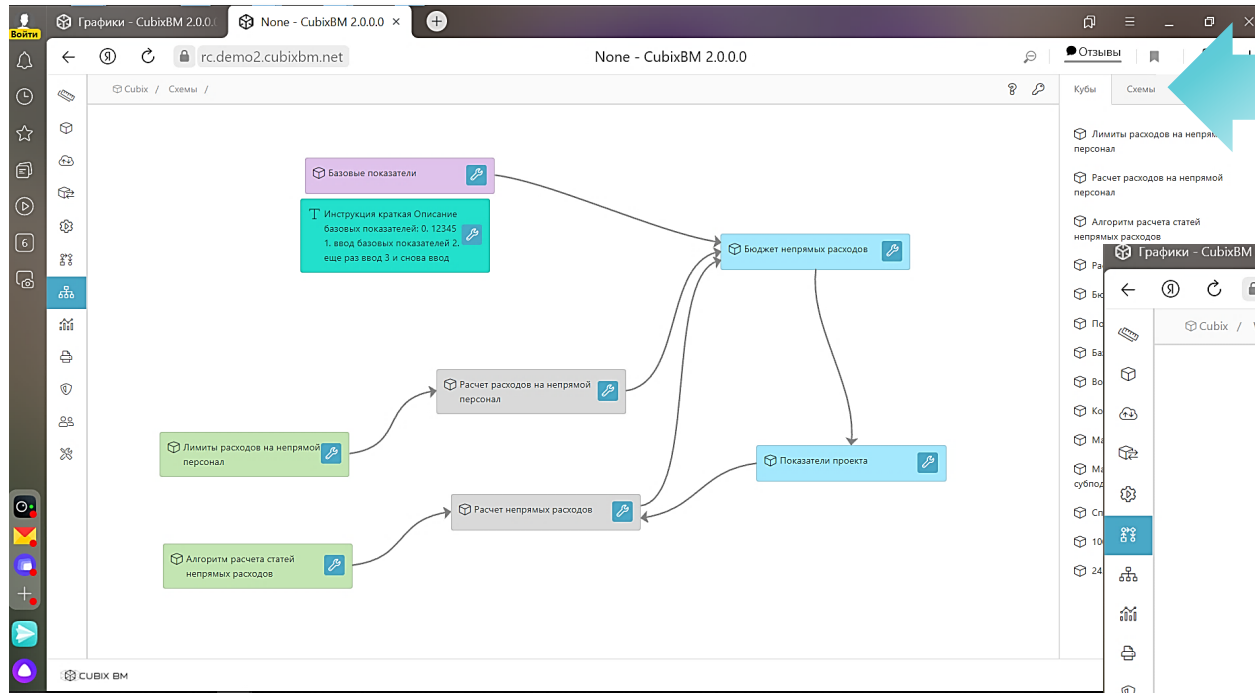 Войти
Графики - CubixBM 2.0.0.0
None - CubixBM 2.0.0.0
rc.demo2.cubixbm.net
None - CubixBM 2.0.0.0
Отзывы
Cubix / Схемы /
Кубы
Схемы
Базовые показатели
Инструкция краткая Описание
базовых показателей: 0. 12345
1. ввод базовых показателей 2.
еще раз ввод 3 и снова ввод
Бюджет непрямых расходов
Расчет расходов на непрямой
персонал
Лимиты расходов на непрямой
персонал
Показатели проекта
Расчет непрямых расходов
Алгоритм расчета статей
непрямых расходов
Лимиты расходов на
персонал
Расчет расходов на непрямой
персонал
Алгоритм расчета статей
непрямых расходов
Графики - CubixBM
Cubix /
6
CUBIX BM